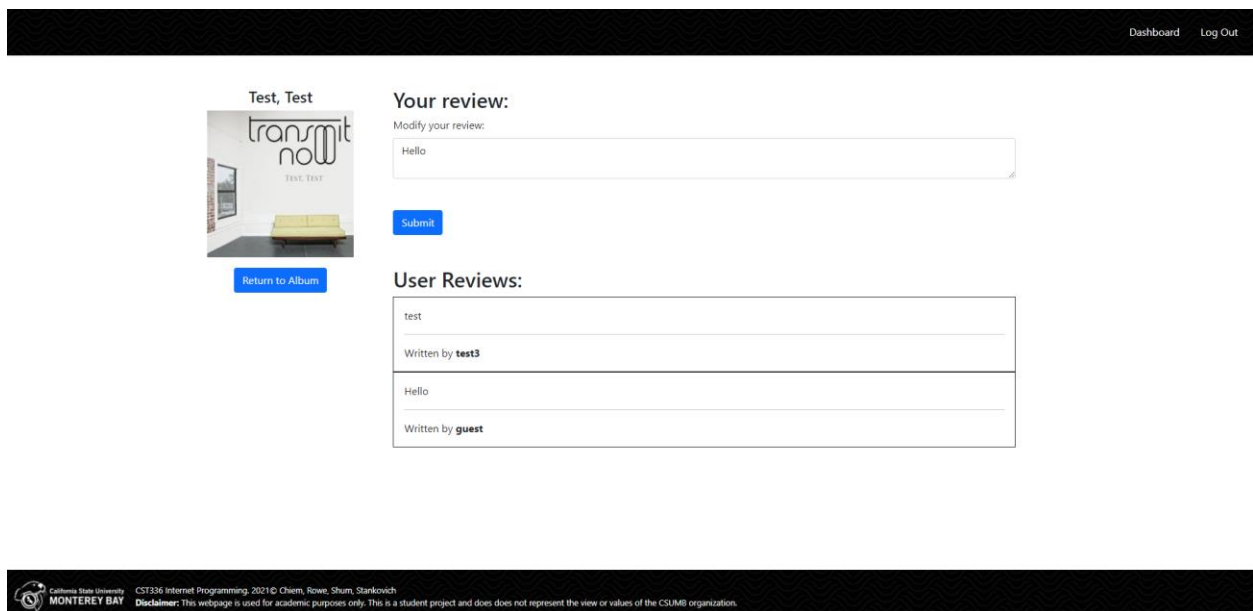 Dashboard Log Out
Test, Test
transmit
now
TEST, TEST
Return to Album
Your review:
Modify your review:
Hello
Submit
User Reviews:
test
Written by test3
Hello
Written by guest
California State University
MONTEREY BAY
CST336 Internet Programming. 2021© Chiem, Rowe, Shum, Stankovich
Disclaimer: This webpage is used for academic purposes only. This is a student project and does does not represent the view or values of the CSUMB organization.